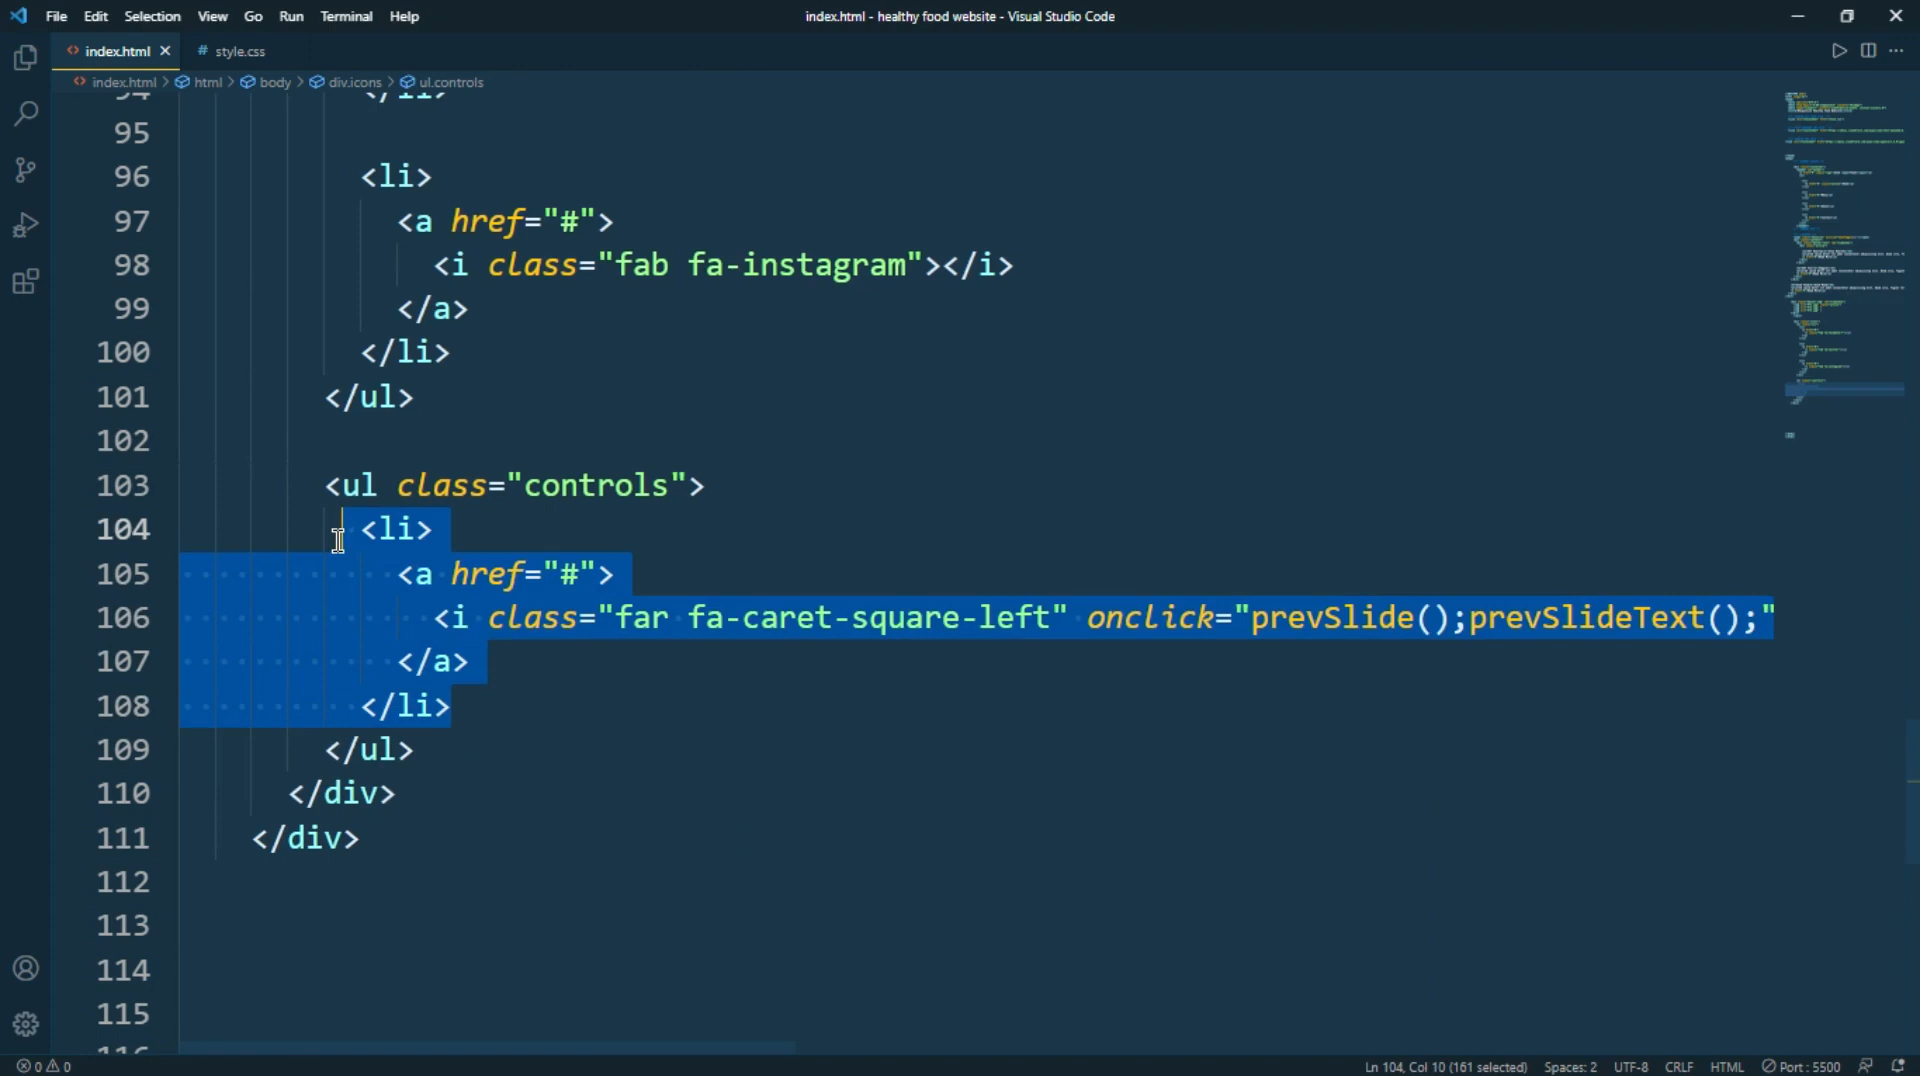 File Edit Selection View Go Run Terminal Help
index.html - healthy food website - Visual Studio Code
index.html
# style.css
index.html > html > body > div.icons > ul.controls
94 </li>
95
96 <li>
97 <a href="#">
98 <i class="fab fa-instagram"></i>
99 </a>
100 </li>
101 </ul>
102
103 <ul class="controls">
104 <li>
105 <a href="#">
106 <i class="far fa-caret-square-left" onclick="prevSlide();prevSlideText();"
107 </a>
108 </li>
109 </ul>
110 </div>
111 </div>
112
113
114
115
116
0 0
Ln 104, Col 10 (161 selected) Spaces: 2 UTF-8 CRLF HTML Port : 5500